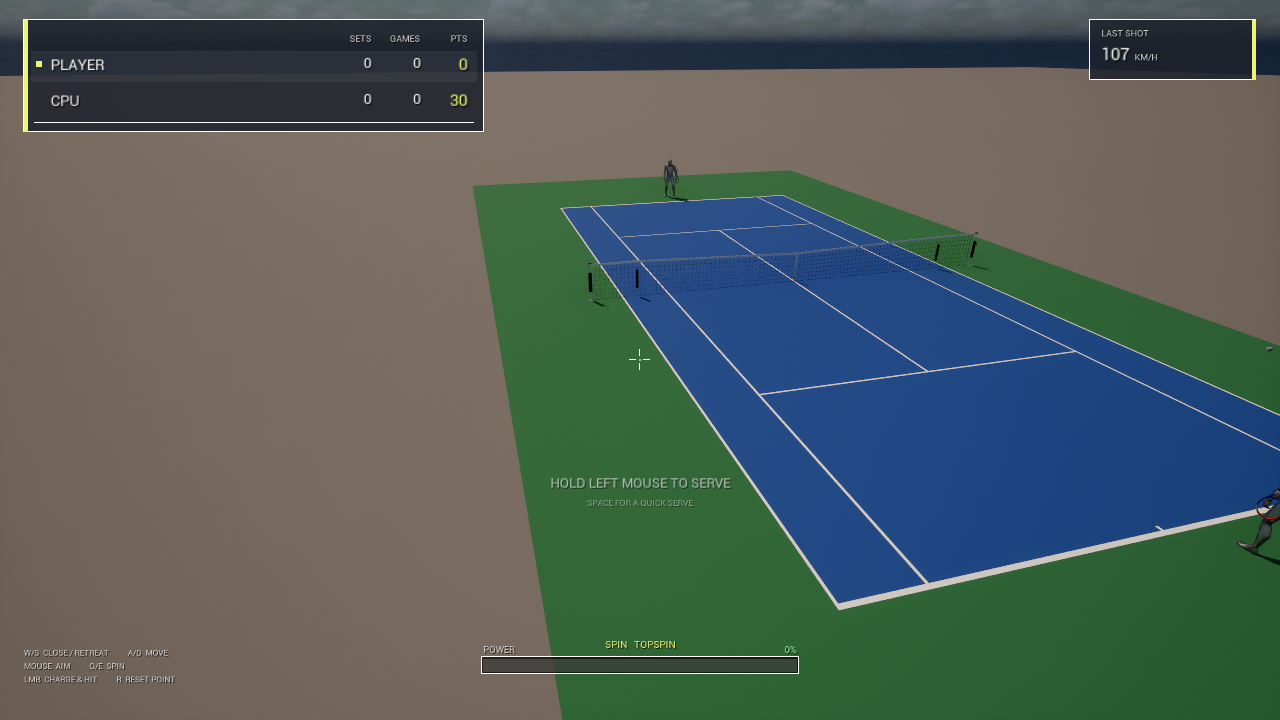 SETS GAMES PTS
PLAYER 0 0 0
CPU 0 0 30
LAST SHOT
107 KM/H
HOLD LEFT MOUSE TO SERVE
SPACE FOR A QUICK SERVE
SPIN TOPSPIN
POWER 0%
W/S CLOSE / RETREAT A/D MOVE
MOUSE AIM Q/E SPIN
LMB CHARGE & HIT R RESET POINT